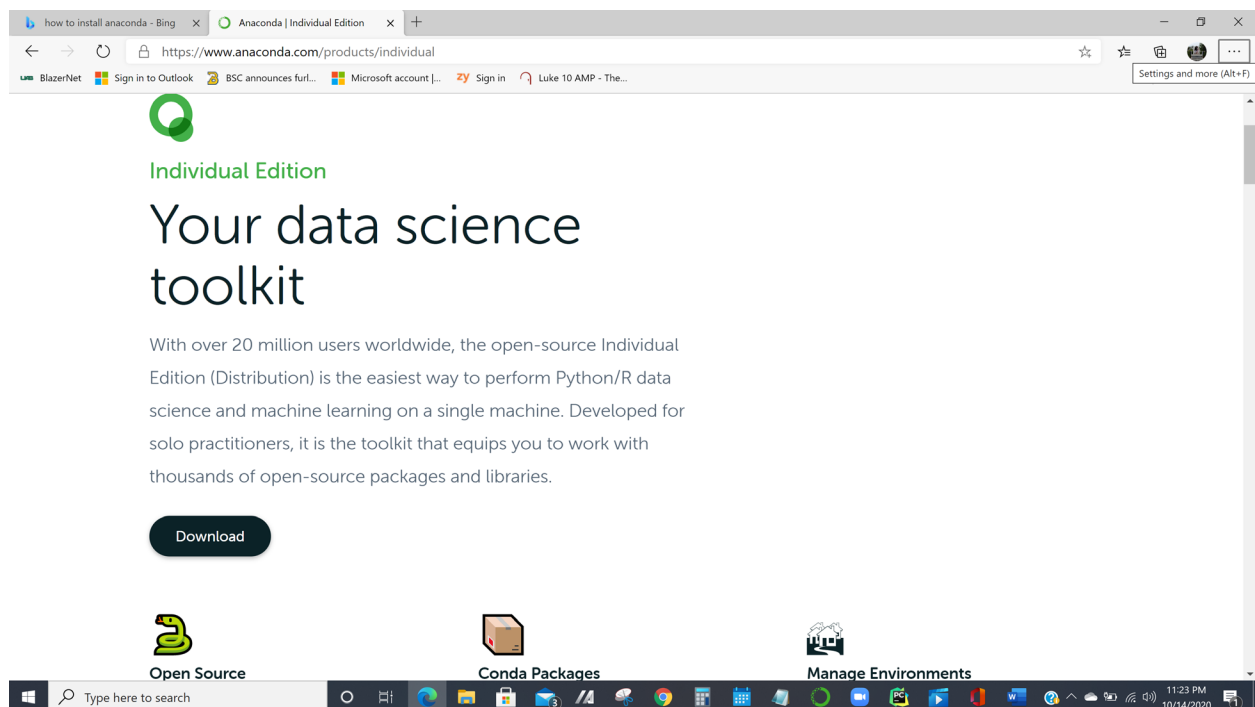 how to install anaconda - Bing
Anaconda | Individual Edition
https://www.anaconda.com/products/individual
BlazerNet
Sign in to Outlook
BSC announces furl...
Microsoft account |...
zy Sign in
Luke 10 AMP - The...
Settings and more (Alt+F)
Individual Edition
Your data science
toolkit
With over 20 million users worldwide, the open-source Individual
Edition (Distribution) is the easiest way to perform Python/R data
science and machine learning on a single machine. Developed for
solo practitioners, it is the toolkit that equips you to work with
thousands of open-source packages and libraries.
Download
Open Source
Conda Packages
Manage Environments
Type here to search
3
PC
W
11:23 PM
10/14/2020
1